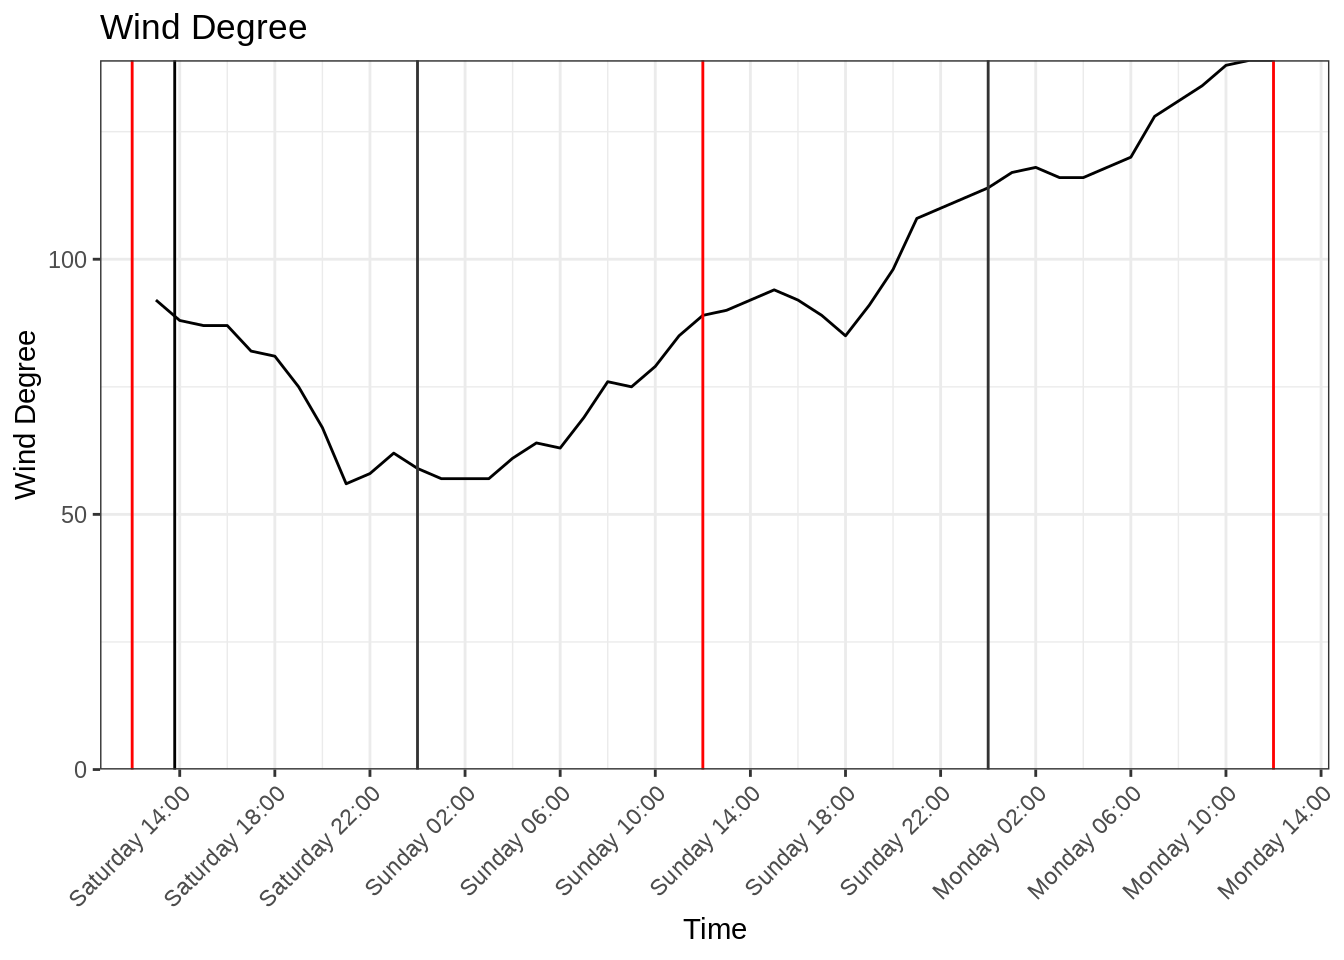 Wind Degree
Wind Degree
100
50
0
Saturday 14:00
Saturday 18:00
Saturday 22:00
Sunday 02:00
Sunday 06:00
Sunday 10:00
Sunday 14:00
Sunday 18:00
Sunday 22:00
Monday 02:00
Monday 06:00
Monday 10:00
Monday 14:00
Time